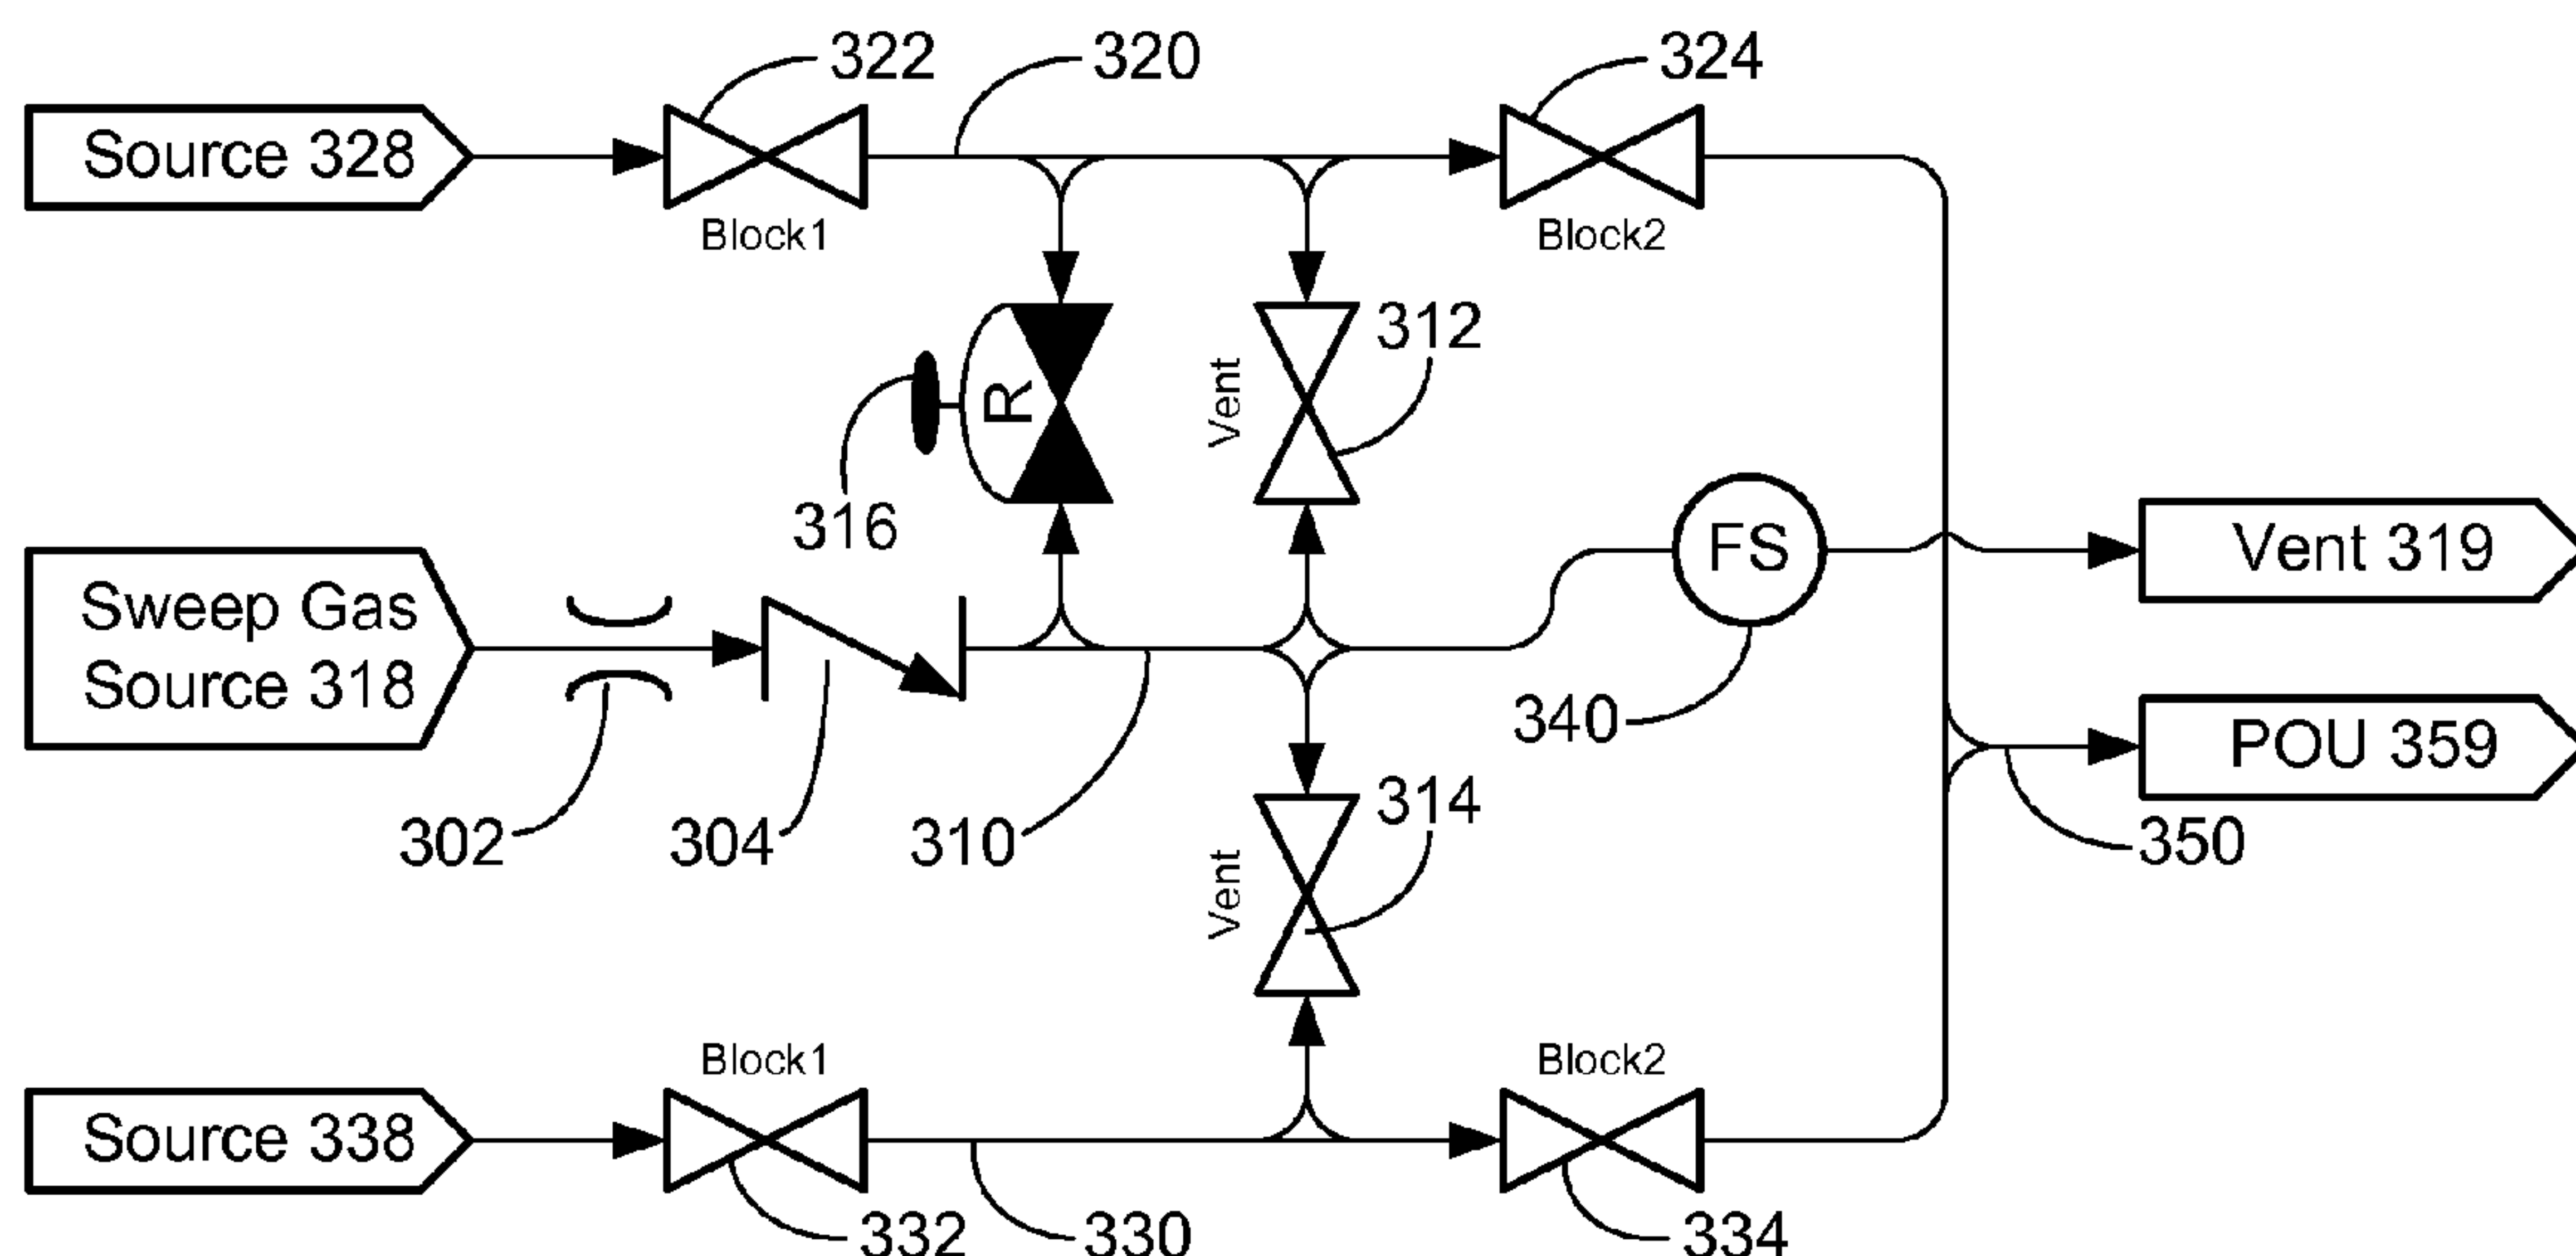 322
320
324
Source 328
Block1
Block2
316
R
Vent
312
Sweep Gas
Source 318
FS
Vent 319
340
POU 359
302
304
310
Vent
314
350
Block1
Block2
Source 338
332
330
334